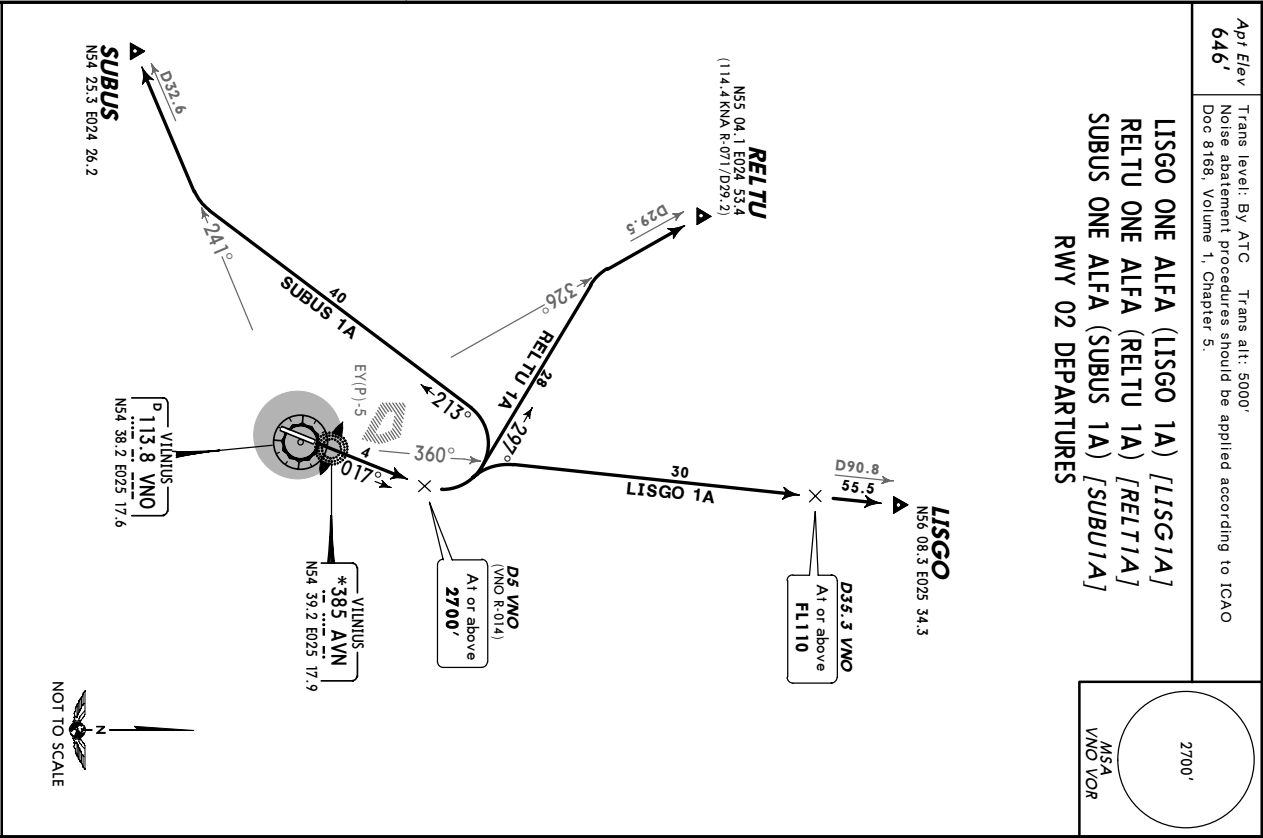 Apt Elev
646'
Trans level: By ATC Trans alt: 5000'
Noise abatement procedures should be applied according to ICAO
Doc 8168, Volume 1, Chapter 5.
2700'
MSA
VNO VOR
LISGO ONE ALFA (LISGO 1A) [LISG1A]
RELTU ONE ALFA (RELTU 1A) [RELT1A]
SUBUS ONE ALFA (SUBUS 1A) [SUBU1A]
RWY 02 DEPARTURES
LISGO
N56 08.3 E025 34.3
D90.8
55.5
D35.3 VNO
At or above
FL110
30
LISGO 1A
RELTU
N55 04.1 E024 53.4
(114.4 KNA R-071/D29.2)
D29.5
326°
28
RELTU 1A
297°
D5 VNO
(VNO R-014)
At or above
2700'
360°
213°
EY(P)-5
4
017°
40
SUBUS 1A
241°
D32.6
SUBUS
N54 25.3 E024 26.2
VILNIUS
*385 AVN
N54 39.2 E025 17.9
VILNIUS
D 113.8 VNO
N54 38.2 E025 17.6
N
NOT TO SCALE